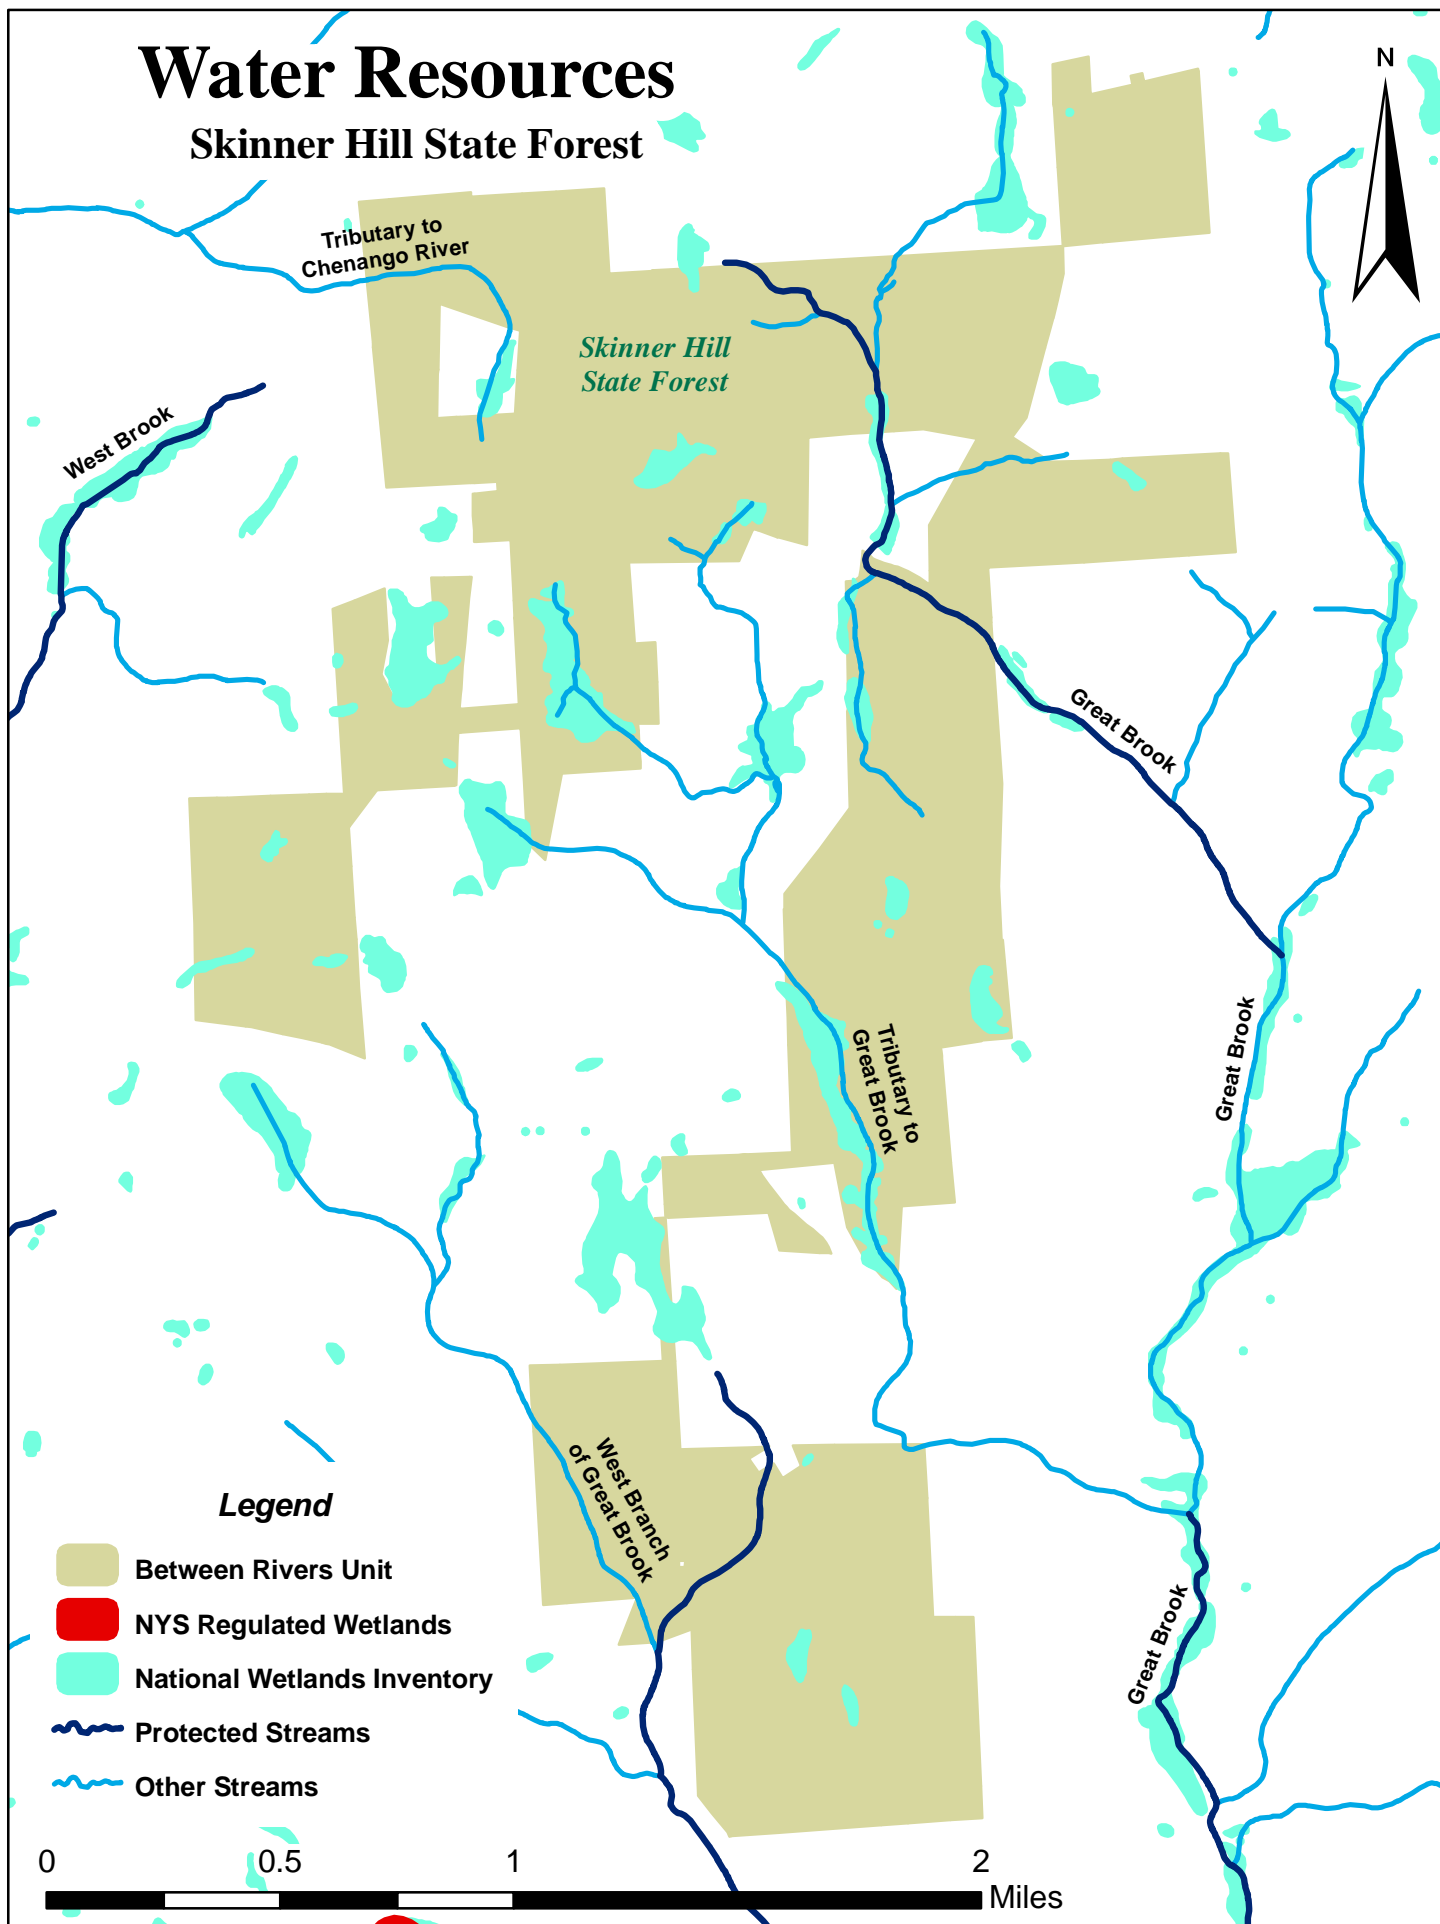 Water Resources
Skinner Hill State Forest
N
Tributary to
Chenango River
Skinner Hill
State Forest
West Brook
Great Brook
Great Brook
Tributary to
Great Brook
West Branch
of Great Brook
Great Brook
Legend
Between Rivers Unit
NYS Regulated Wetlands
National Wetlands Inventory
Protected Streams
Other Streams
0 0.5 1 2
Miles